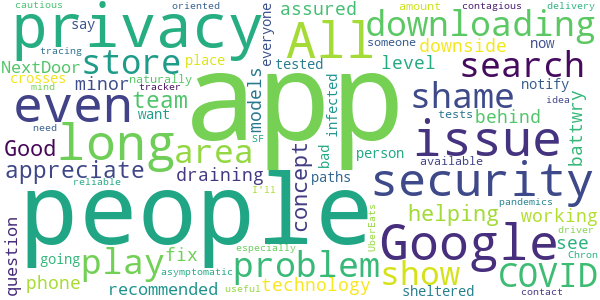 cautious oriented contagious delivery
privacy say assured everyone All someone amount downloading
tracing crosses place store tracker now downside
NextDoor minor naturally tested level search
mind team models app infected notify idea
even want shame tests behind
need long appreciate area concept bad person issue battwry
Good SF paths available
reliable draining security
people I'll pandemics
question going play fix problem especially UberEats Google helping working driver
phone asymptomatic show see Chron
recommended useful technology sheltered contact COVID